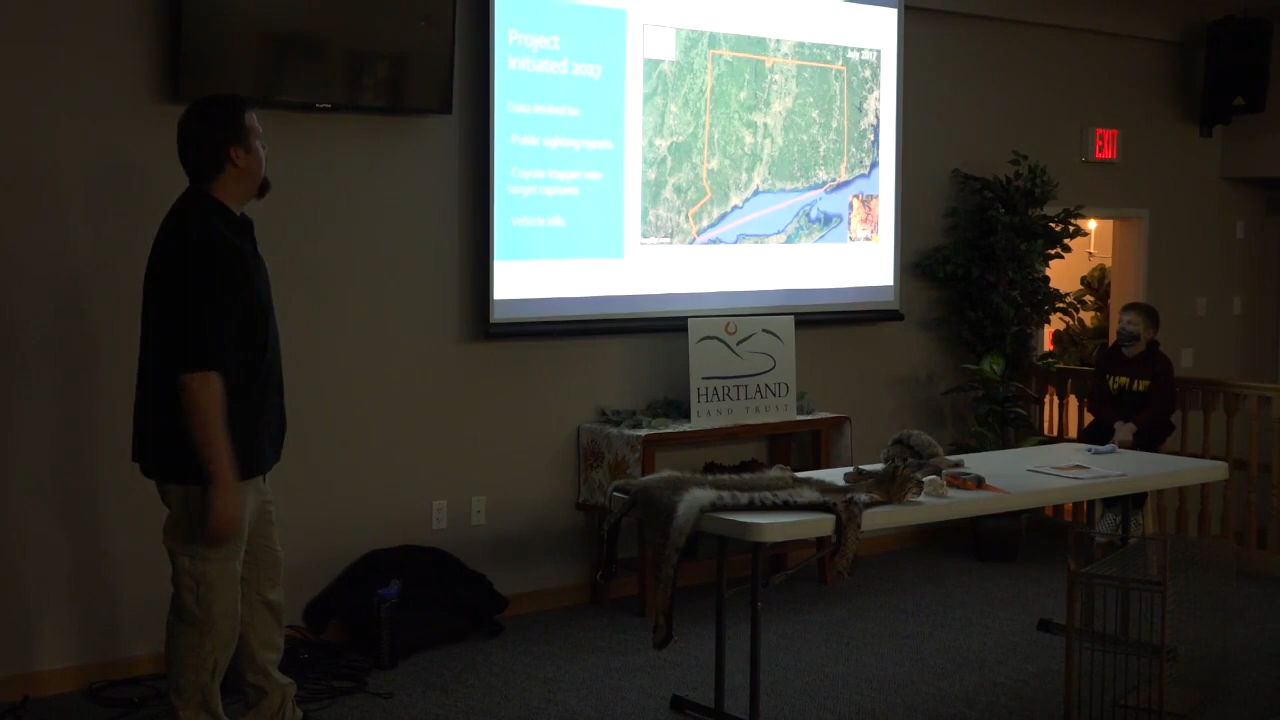 Project
Initiated 2017
Data limited to:
Public sighting reports
Coyote trapper non-
target captures
Vehicle kills
July 2017
EXIT
HARTLAND
LAND TRUST
HARTLAND